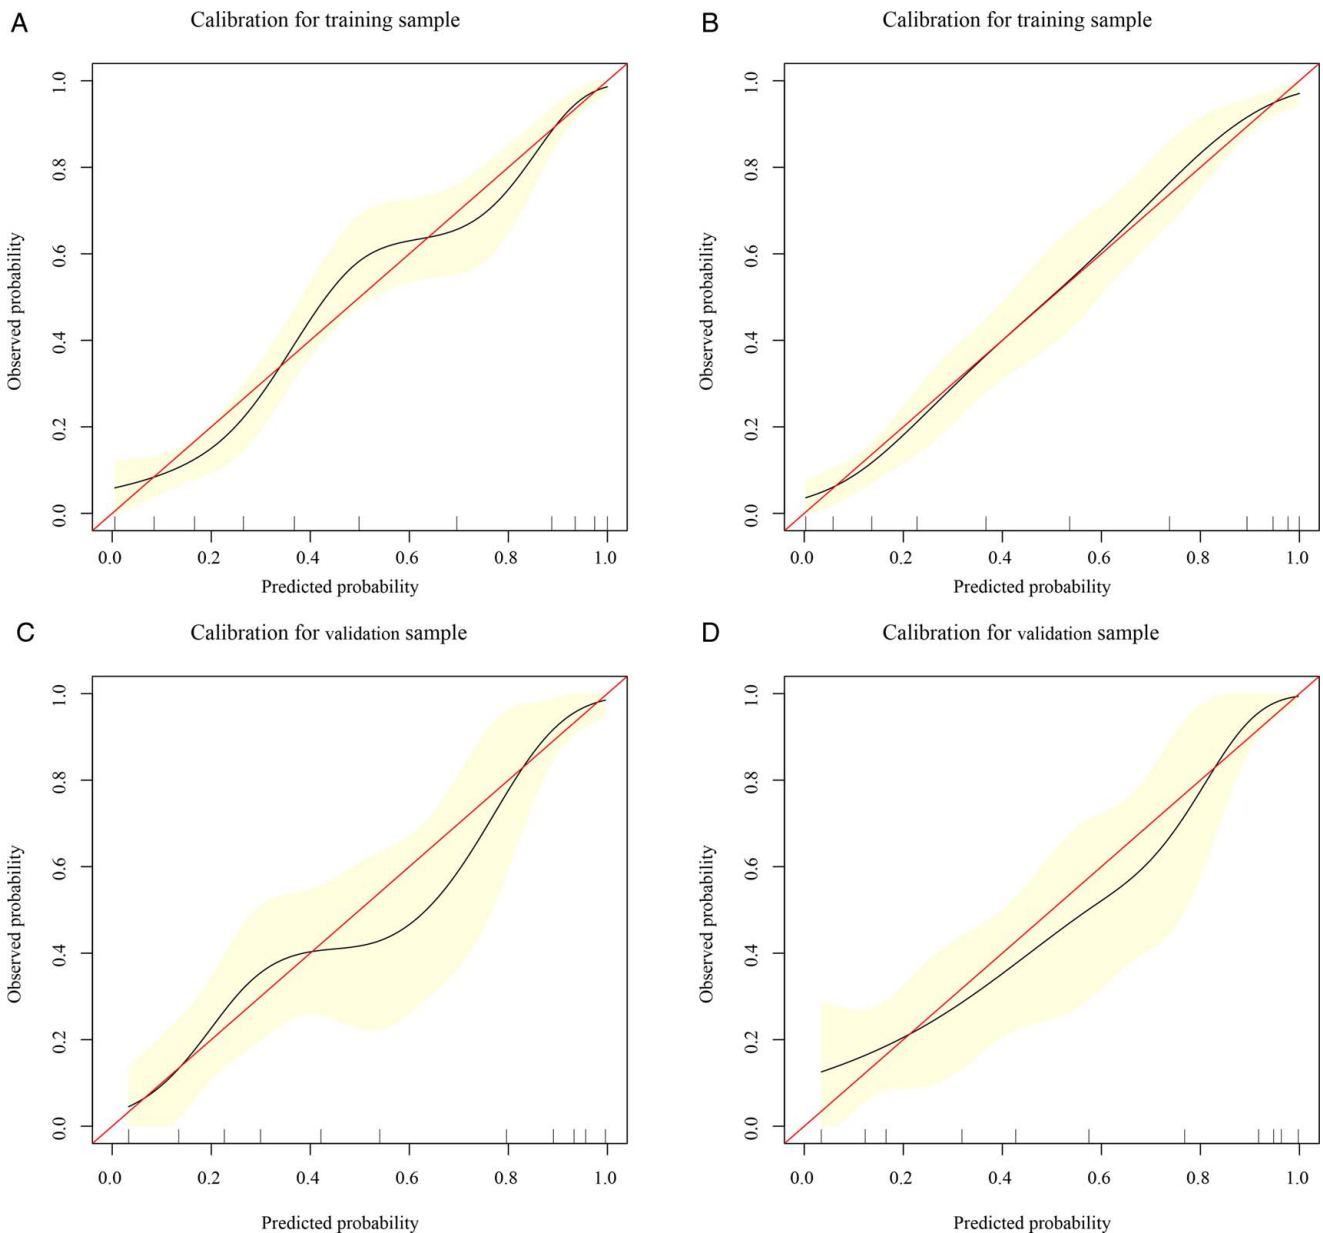 A
Calibration for training sample
Observed probability
1.0
0.8
0.6
0.4
0.2
0.0
0.0 0.2 0.4 0.6 0.8 1.0
Predicted probability
B
Calibration for training sample
Observed probability
1.0
0.8
0.6
0.4
0.2
0.0
0.0 0.2 0.4 0.6 0.8 1.0
Predicted probability
C
Calibration for validation sample
Observed probability
1.0
0.8
0.6
0.4
0.2
0.0
0.0 0.2 0.4 0.6 0.8 1.0
Predicted probability
D
Calibration for validation sample
Observed probability
1.0
0.8
0.6
0.4
0.2
0.0
0.0 0.2 0.4 0.6 0.8 1.0
Predicted probability